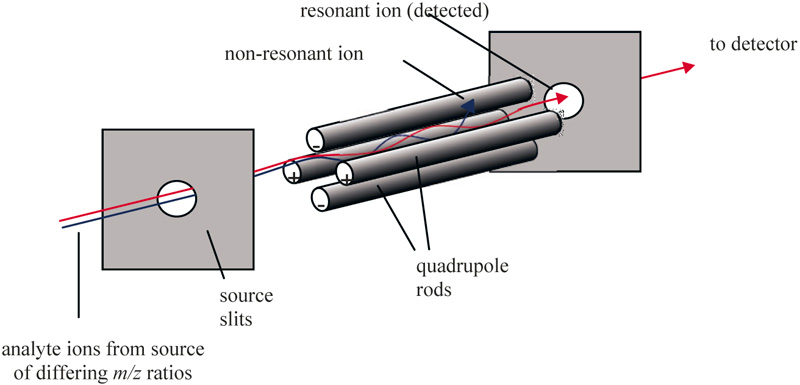 resonant ion (detected)
to detector
non-resonant ion
-
+
+
-
quadrupole
rods
source
slits
analyte ions from source
of differing m/z ratios